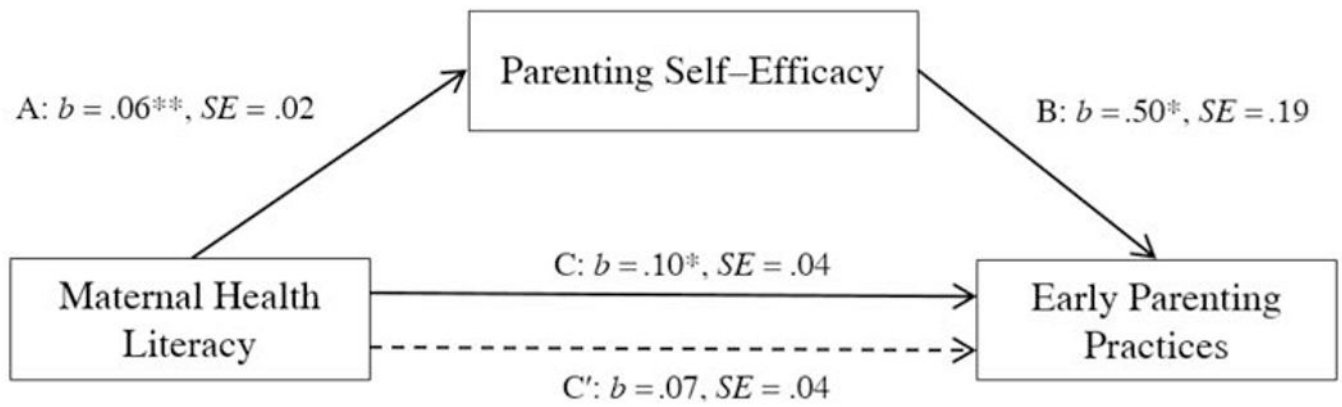 Parenting Self–Efficacy
A: b = .06**, SE = .02
B: b = .50*, SE = .19
C: b = .10*, SE = .04
Maternal Health
Literacy
Early Parenting
Practices
C′: b = .07, SE = .04